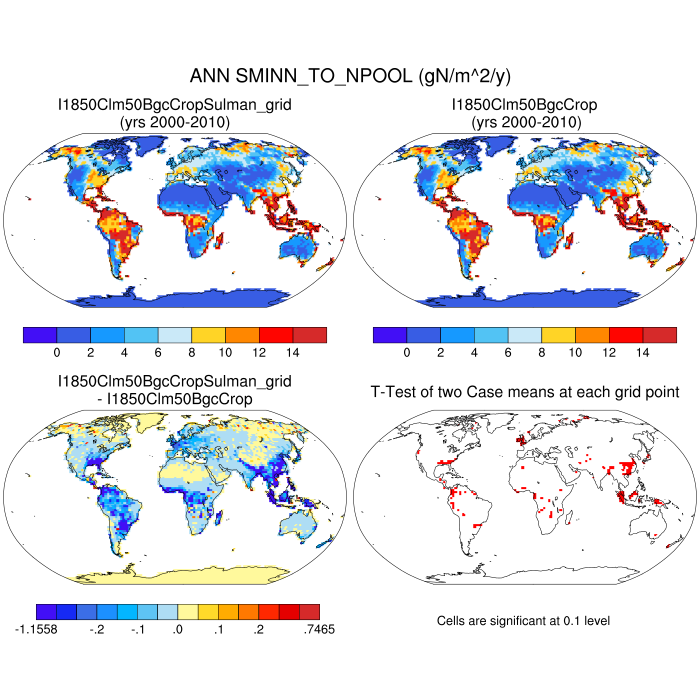 ANN SMINN_TO_NPOOL (gN/m^2/y)
I1850Clm50BgcCropSulman_grid
(yrs 2000-2010)
I1850Clm50BgcCrop
(yrs 2000-2010)
0 2 4 6 8 10 12 14
0 2 4 6 8 10 12 14
I1850Clm50BgcCropSulman_grid
- I1850Clm50BgcCrop
T-Test of two Case means at each grid point
-1.1558 -.2 -.1 .0 .1 .2 .7465
Cells are significant at 0.1 level